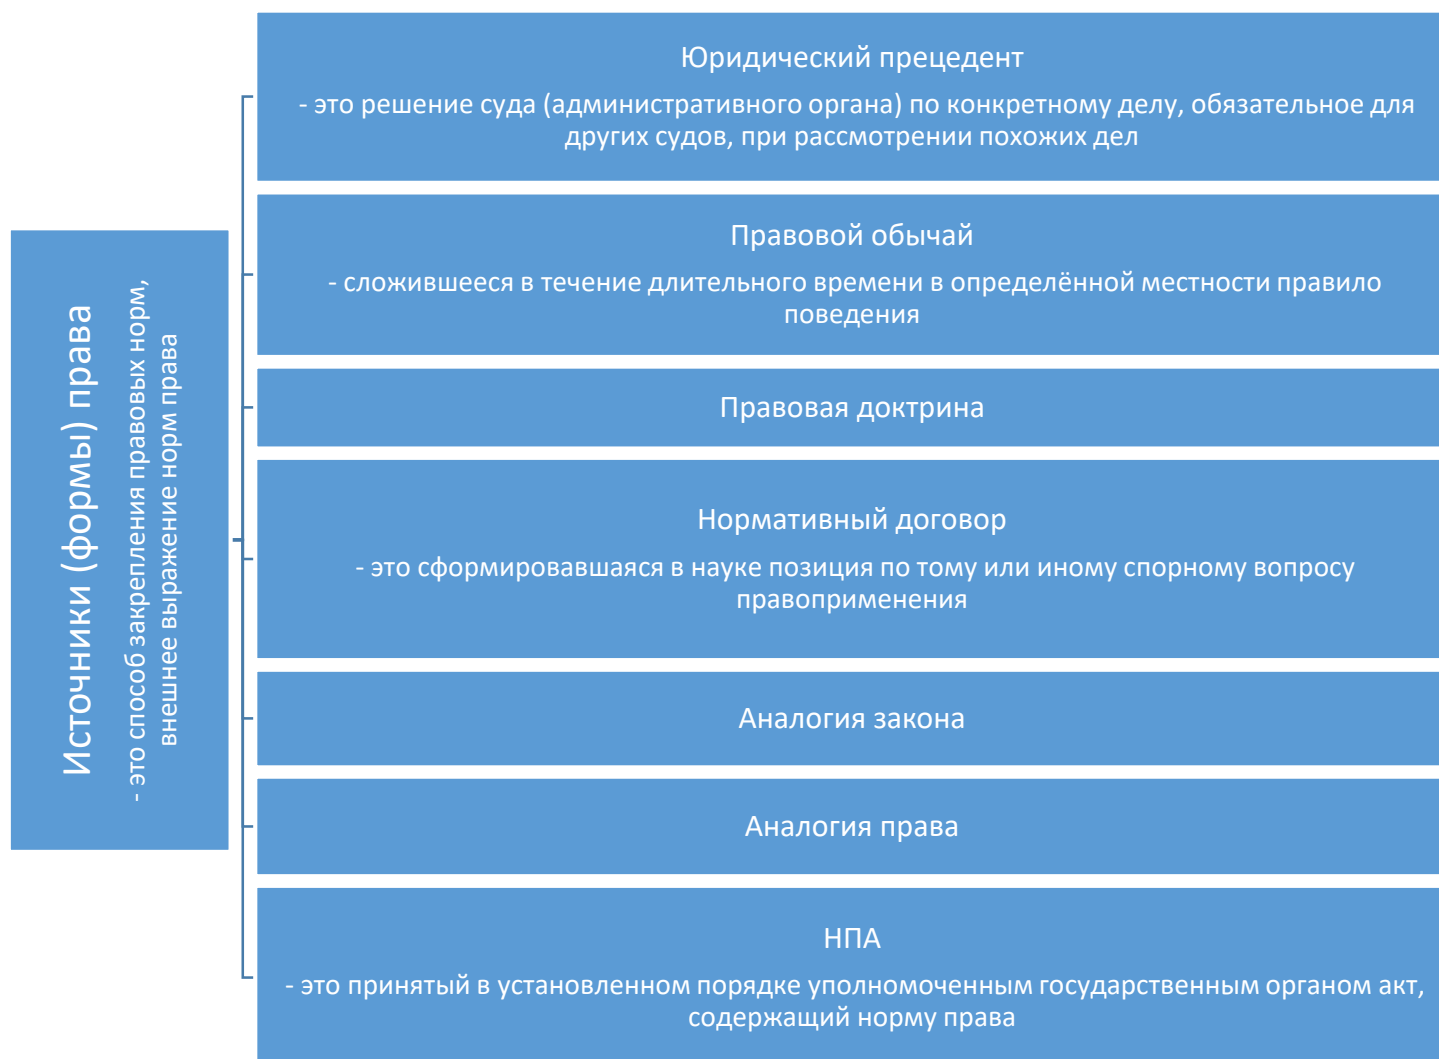 Источники (формы) права
- это способ закрепления правовых норм,
внешнее выражение норм права
Юридический прецедент
- это решение суда (административного органа) по конкретному делу, обязательное для
других судов, при рассмотрении похожих дел
Правовой обычай
- сложившееся в течение длительного времени в определённой местности правило
поведения
Правовая доктрина
Нормативный договор
- это сформировавшаяся в науке позиция по тому или иному спорному вопросу
правоприменения
Аналогия закона
Аналогия права
НПА
- это принятый в установленном порядке уполномоченным государственным органом акт,
содержащий норму права